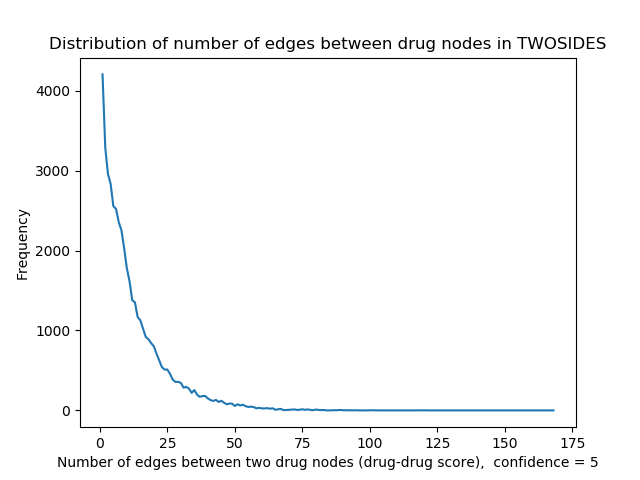 Distribution of number of edges between drug nodes in TWOSIDES
4000
3000
2000
1000
0
Frequency
0 25 50 75 100 125 150 175
Number of edges between two drug nodes (drug-drug score),  confidence = 5